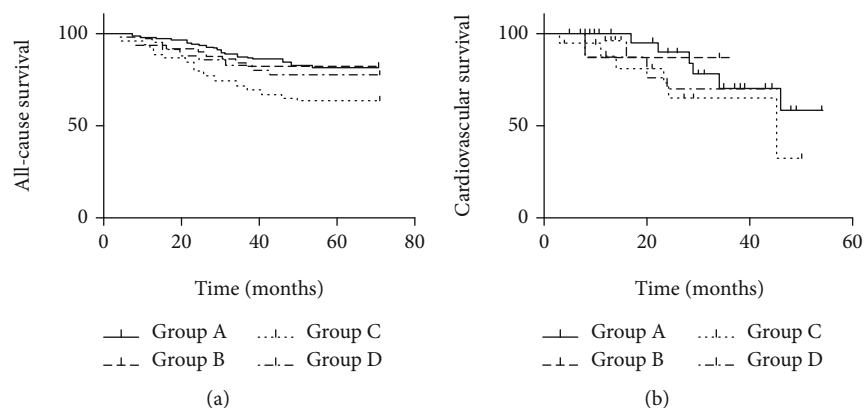 All-cause survival
100
50
0
0 20 40 60 80
Time (months)
Group A Group C
Group B Group D
(a)
Cardiovascular survival
100
50
0
0 20 40 60
Time (months)
Group A Group C
Group B Group D
(b)